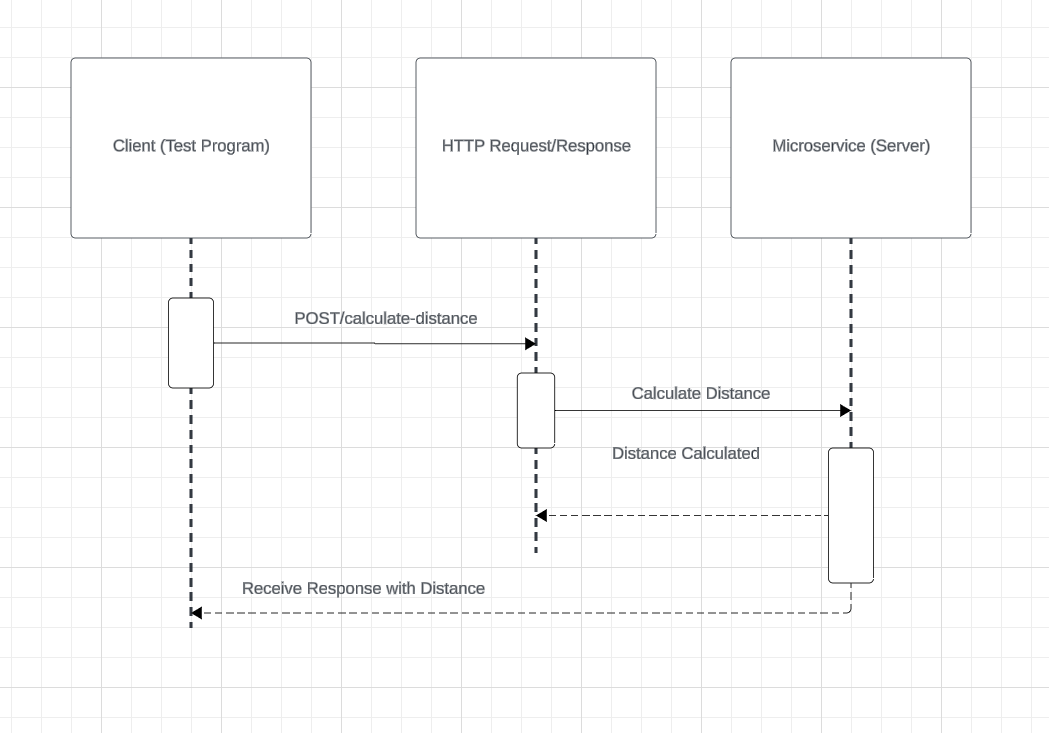 Client (Test Program)
HTTP Request/Response
Microservice (Server)
POST/calculate-distance
Calculate Distance
Distance Calculated
Receive Response with Distance